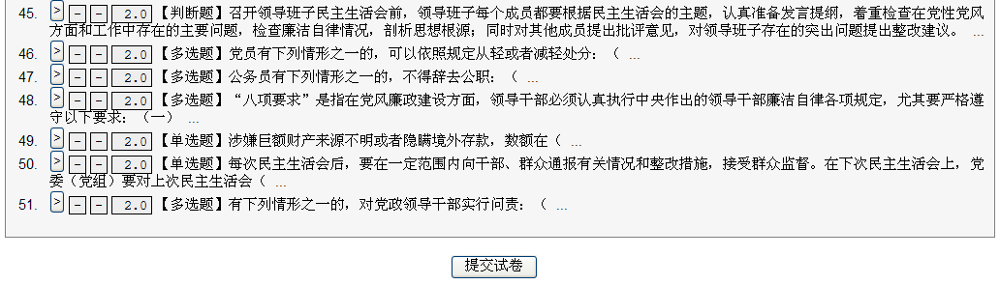 45. > - - 2.0 【判断题】召开领导班子民主生活会前，领导班子每个成员都要根据民主生活会的主题，认真准备发言提纲，着重检查在党性党风
方面和工作中存在的主要问题，检查廉洁自律情况，剖析思想根源；同时对其他成员提出批评意见，对领导班子存在的突出问题提出整改建议。 ...
46. > - - 2.0 【多选题】党员有下列情形之一的，可以依照规定从轻或者减轻处分：（ ...
47. > - - 2.0 【多选题】公务员有下列情形之一的，不得辞去公职：（ ...
48. > - - 2.0 【多选题】“八项要求”是指在党风廉政建设方面，领导干部必须认真执行中央作出的领导干部廉洁自律各项规定，尤其要严格遵
守以下要求：（一） ...
49. > - - 2.0 【单选题】涉嫌巨额财产来源不明或者隐瞒境外存款，数额在（ ...
50. > - - 2.0 【单选题】每次民主生活会后，要在一定范围内向干部、群众通报有关情况和整改措施，接受群众监督。在下次民主生活会上，党
委（党组）要对上次民主生活会（ ...
51. > - - 2.0 【多选题】有下列情形之一的，对党政领导干部实行问责：（ ...
提交试卷